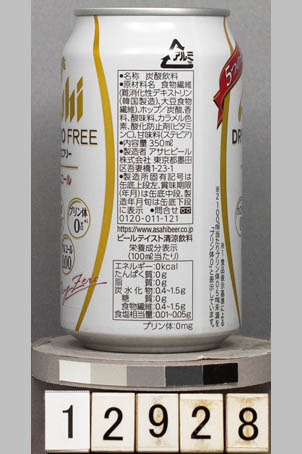 アルミ
●名称 炭酸飲料
●原材料名 食物繊維
(難消化性デキストリン
(韓国製造)、大豆食物
繊維)、ホップ/炭酸、香
料、酸味料、カラメル色
素、酸化防止剤(ビタミ
ンC)、甘味料(ステビア)
●内容量 350ml
●製造者 アサヒビール
株式会社 東京都墨田
区吾妻橋1-23-1
●製造所固有記号は
缶底上段左、賞味期限
(年月)は缶底中段、製
造年月旬は缶底下段
に表示 ●問合せ
0120-011-121
https://www.asahibeer.co.jp
ビールテイスト清涼飲料
栄養成分表示
(100ml当たり)
エネルギー:0kcal
たんぱく質:0g
脂質:0g
炭水化物:0.4~1.5g
糖質:0g
食物繊維:0.4~1.5g
食塩相当量:0.01~0.05g
プリン体:0mg
FREE
プリン体
0
00
Zero
5つの
DR
12928